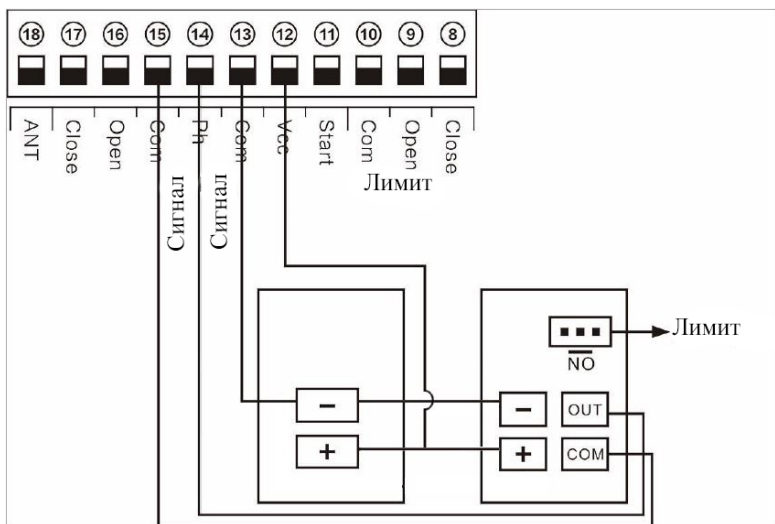 18 17 16 15 14 13 12 11 10 9 8
ANT Close Open Com Ph Com Vcc Start Com Open Close
Сигнал Сигнал Лимит
Лимит
NO
− − OUT
+ + COM